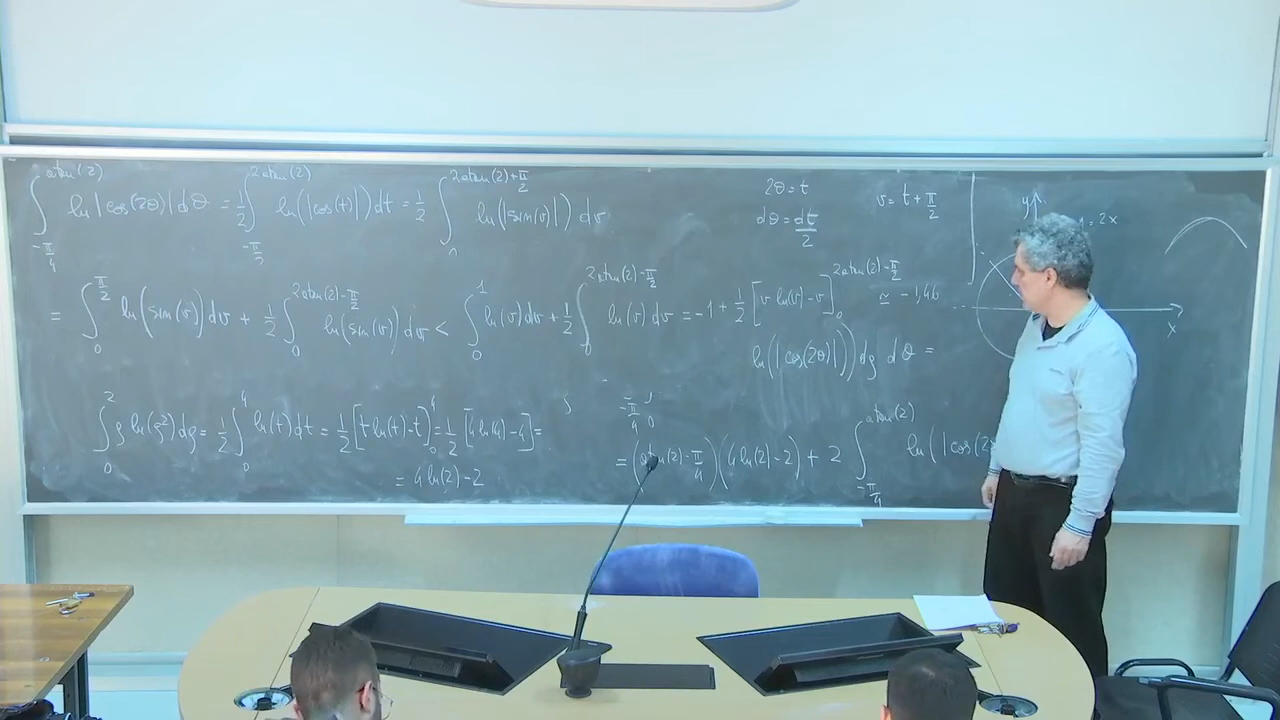 ∫_{-π/4}^{atan(2)} ln|cos(2θ)|dθ = 1/2 ∫_{-π/2}^{2atan(2)} ln(|cos(t)|)dt = 1/2 ∫_0^{2atan(2)+π/2} ln(|sin(v)|) dv
2θ=t
dθ = dt/2
v = t + π/2
y
= 2x
x
= ∫_0^{π/2} ln(sin(v))dv + 1/2 ∫_0^{2atan(2)-π/2} ln(sin(v))dv < ∫_0^1 ln(v)dv + 1/2 ∫_0^{2atan(2)-π/2} ln(v)dv = -1 + 1/2 [v ln(v)-v]_0^{2atan(2)-π/2} ≃ -1,46
ln(|cos(2θ)|))dρ dθ =
-π/4 0
∫_0^2 ρ ln(ρ²)dρ = 1/2 ∫_0^4 ln(t)dt = 1/2 [t ln(t)-t]_0^4 = 1/2 [4 ln(4)-4] =
= 4 ln(2)-2
= (atan(2)-π/4)(4 ln(2)-2) + 2 ∫_{-π/4}^{atan(2)} ln(|cos(2